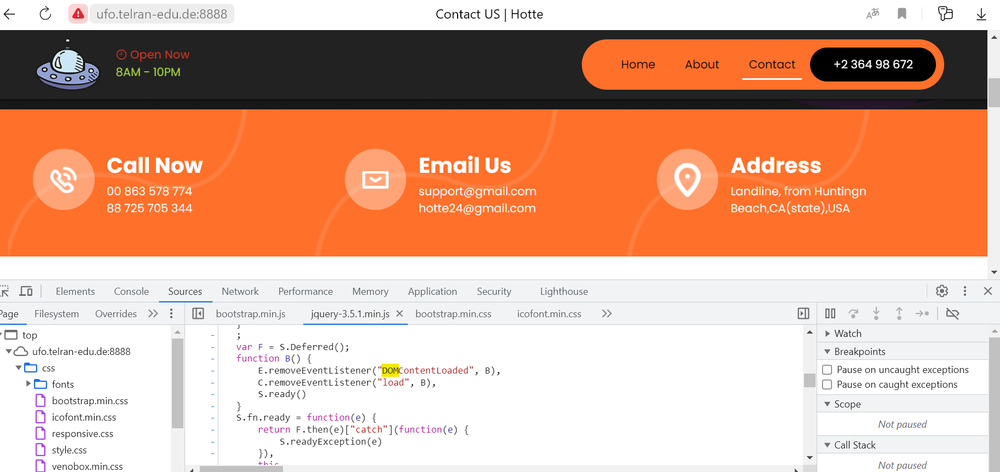 ufo.telran-edu.de:8888
Contact US | Hotte
Open Now
8AM - 10PM
Home
About
Contact
+2 364 98 672
Call Now
00 863 578 774
88 725 705 344
Email Us
support@gmail.com
hotte24@gmail.com
Address
Landline, from Huntingn
Beach,CA(state),USA
Elements
Console
Sources
Network
Performance
Memory
Application
Security
Lighthouse
Page
Filesystem
Overrides
bootstrap.min.js
jquery-3.5.1.min.js
bootstrap.min.css
icofont.min.css
top
ufo.telran-edu.de:8888
css
fonts
bootstrap.min.css
icofont.min.css
responsive.css
style.css
venobox.min.css
}
;
var F = S.Deferred();
function B() {
E.removeEventListener("DOMContentLoaded", B),
C.removeEventListener("load", B),
S.ready()
}
S.fn.ready = function(e) {
return F.then(e)["catch"](function(e) {
S.readyException(e)
}),
this
Watch
Breakpoints
Pause on uncaught exceptions
Pause on caught exceptions
Scope
Not paused
Call Stack
Not paused